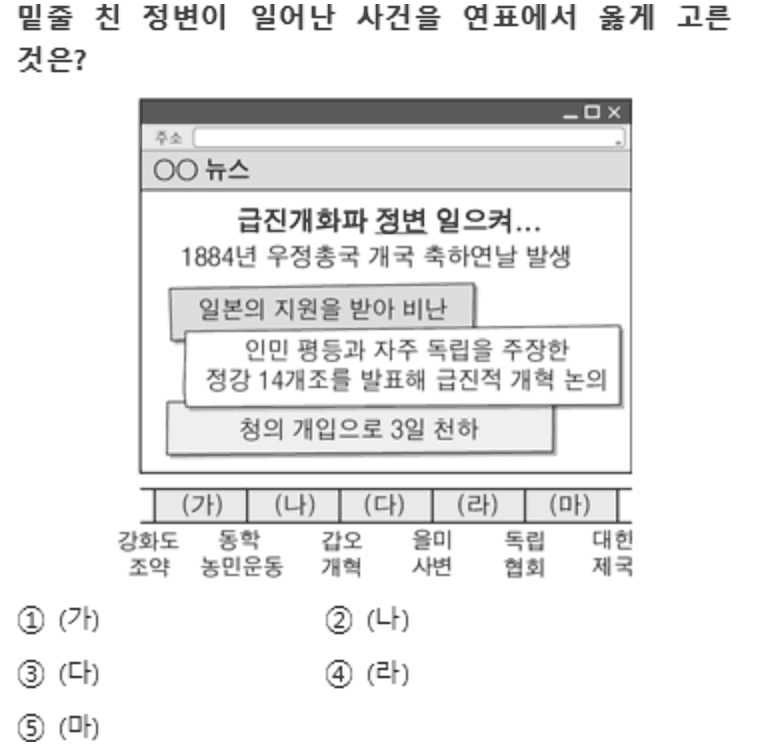 밑줄 친 정변이 일어난 사건을 연표에서 옳게 고른
것은?
주소
○○ 뉴스
급진개화파 정변 일으켜...
1884년 우정총국 개국 축하연날 발생
일본의 지원을 받아 비난
인민 평등과 자주 독립을 주장한
정강 14개조를 발표해 급진적 개혁 논의
청의 개입으로 3일 천하
(가) (나) (다) (라) (마)
강화도 동학 갑오 을미 독립 대한
조약 농민운동 개혁 사변 협회 제국
① (가) ② (나)
③ (다) ④ (라)
⑤ (마)